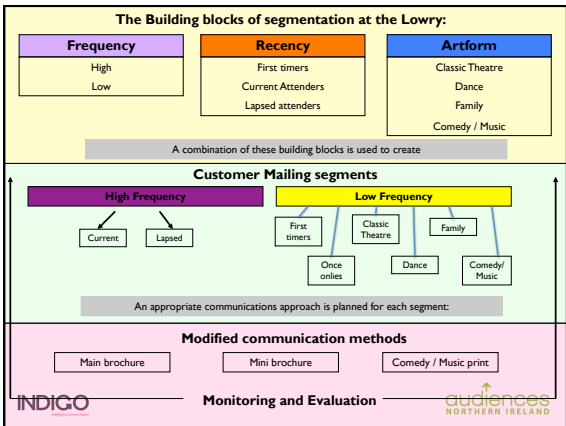 The Building blocks of segmentation at the Lowry:
Frequency
High
Low
Recency
First timers
Current Attenders
Lapsed attenders
Artform
Classic Theatre
Dance
Family
Comedy / Music
A combination of these building blocks is used to create
Customer Mailing segments
High Frequency
Current
Lapsed
Low Frequency
First
timers
Once
onlies
Classic
Theatre
Dance
Family
Comedy/
Music
An appropriate communications approach is planned for each segment:
Modified communication methods
Main brochure
Mini brochure
Comedy / Music print
Monitoring and Evaluation
INDIGO
audiences
NORTHERN IRELAND